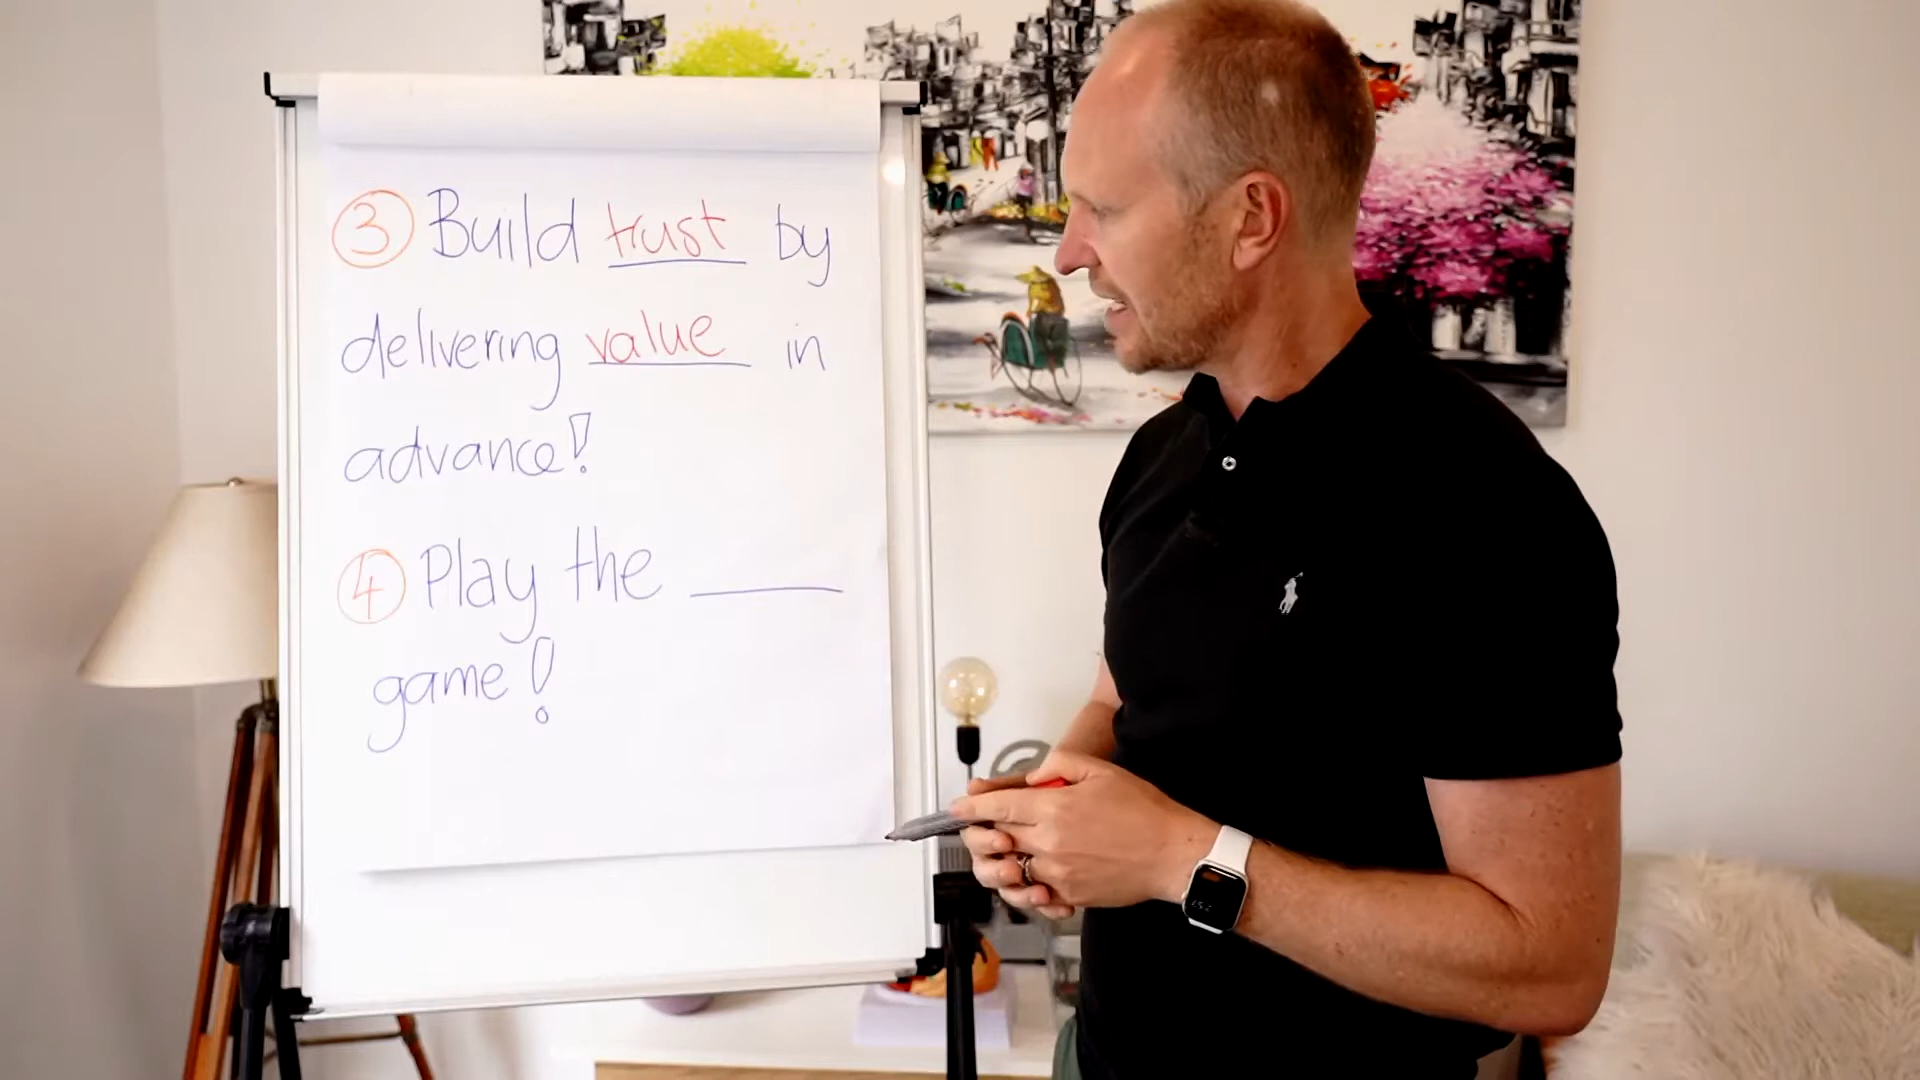 3 Build trust by
delivering value in
advance!
4 Play the ____
game!